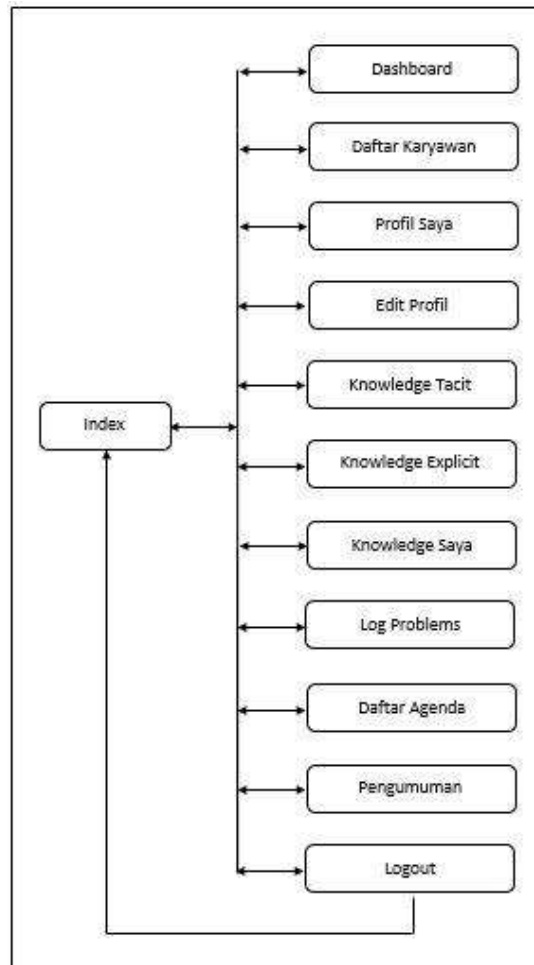 Dashboard
Daftar Karyawan
Profil Saya
Edit Profil
Knowledge Tacit
Index
Knowledge Explicit
Knowledge Saya
Log Problems
Daftar Agenda
Pengumuman
Logout